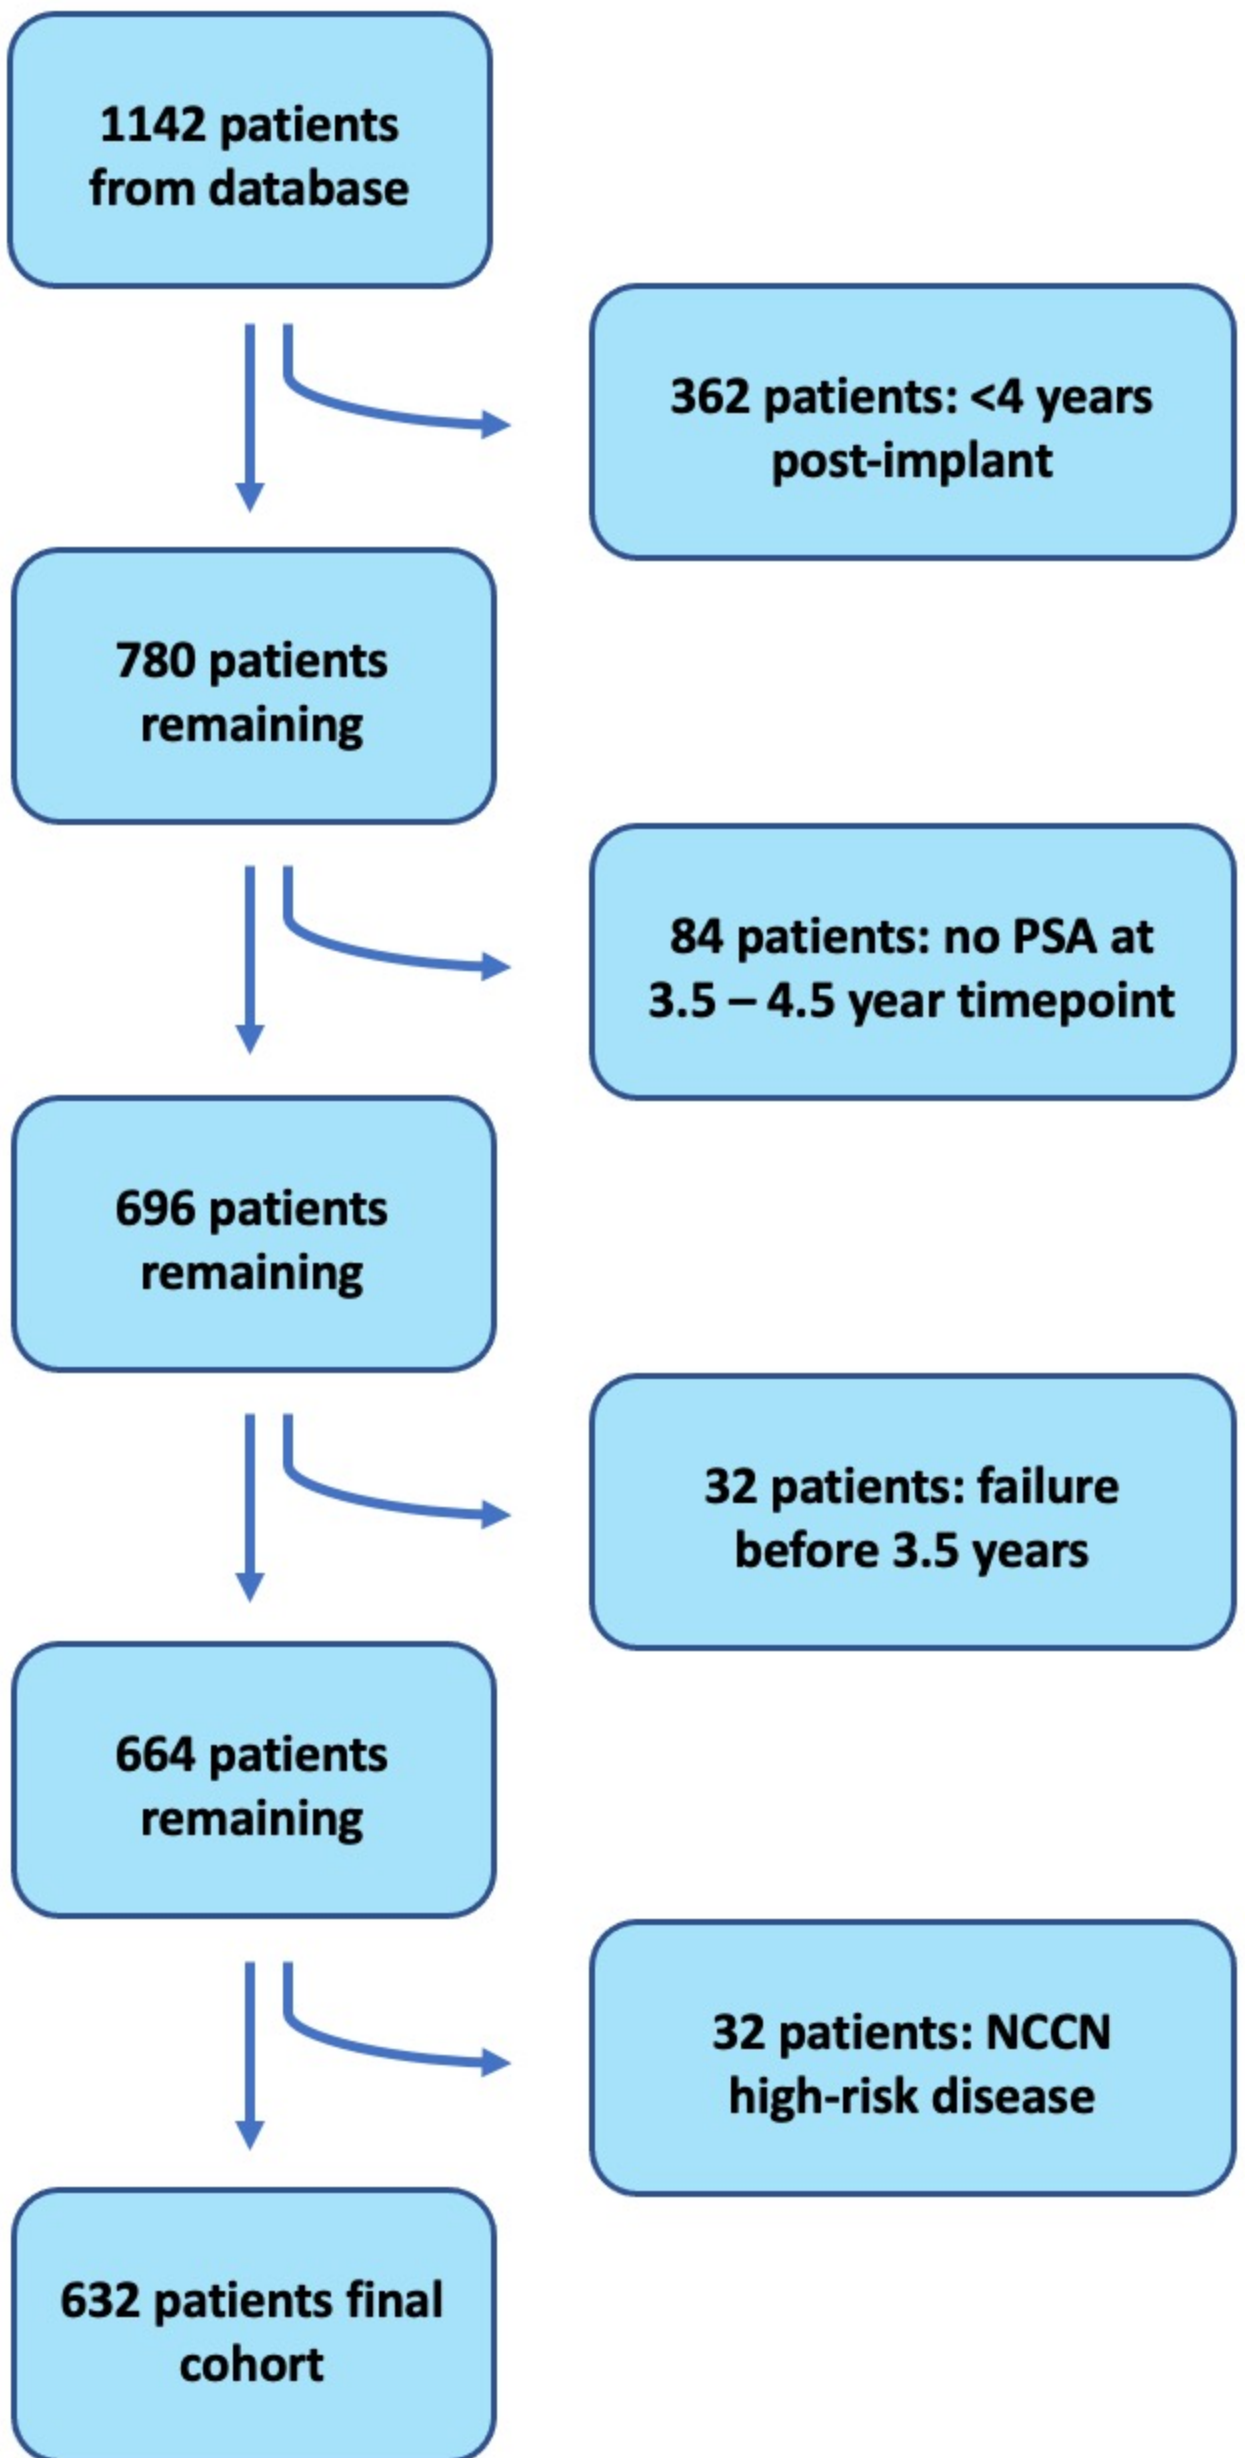 1142 patients
from database
362 patients: <4 years
post-implant
780 patients
remaining
84 patients: no PSA at
3.5 – 4.5 year timepoint
696 patients
remaining
32 patients: failure
before 3.5 years
664 patients
remaining
32 patients: NCCN
high-risk disease
632 patients final
cohort